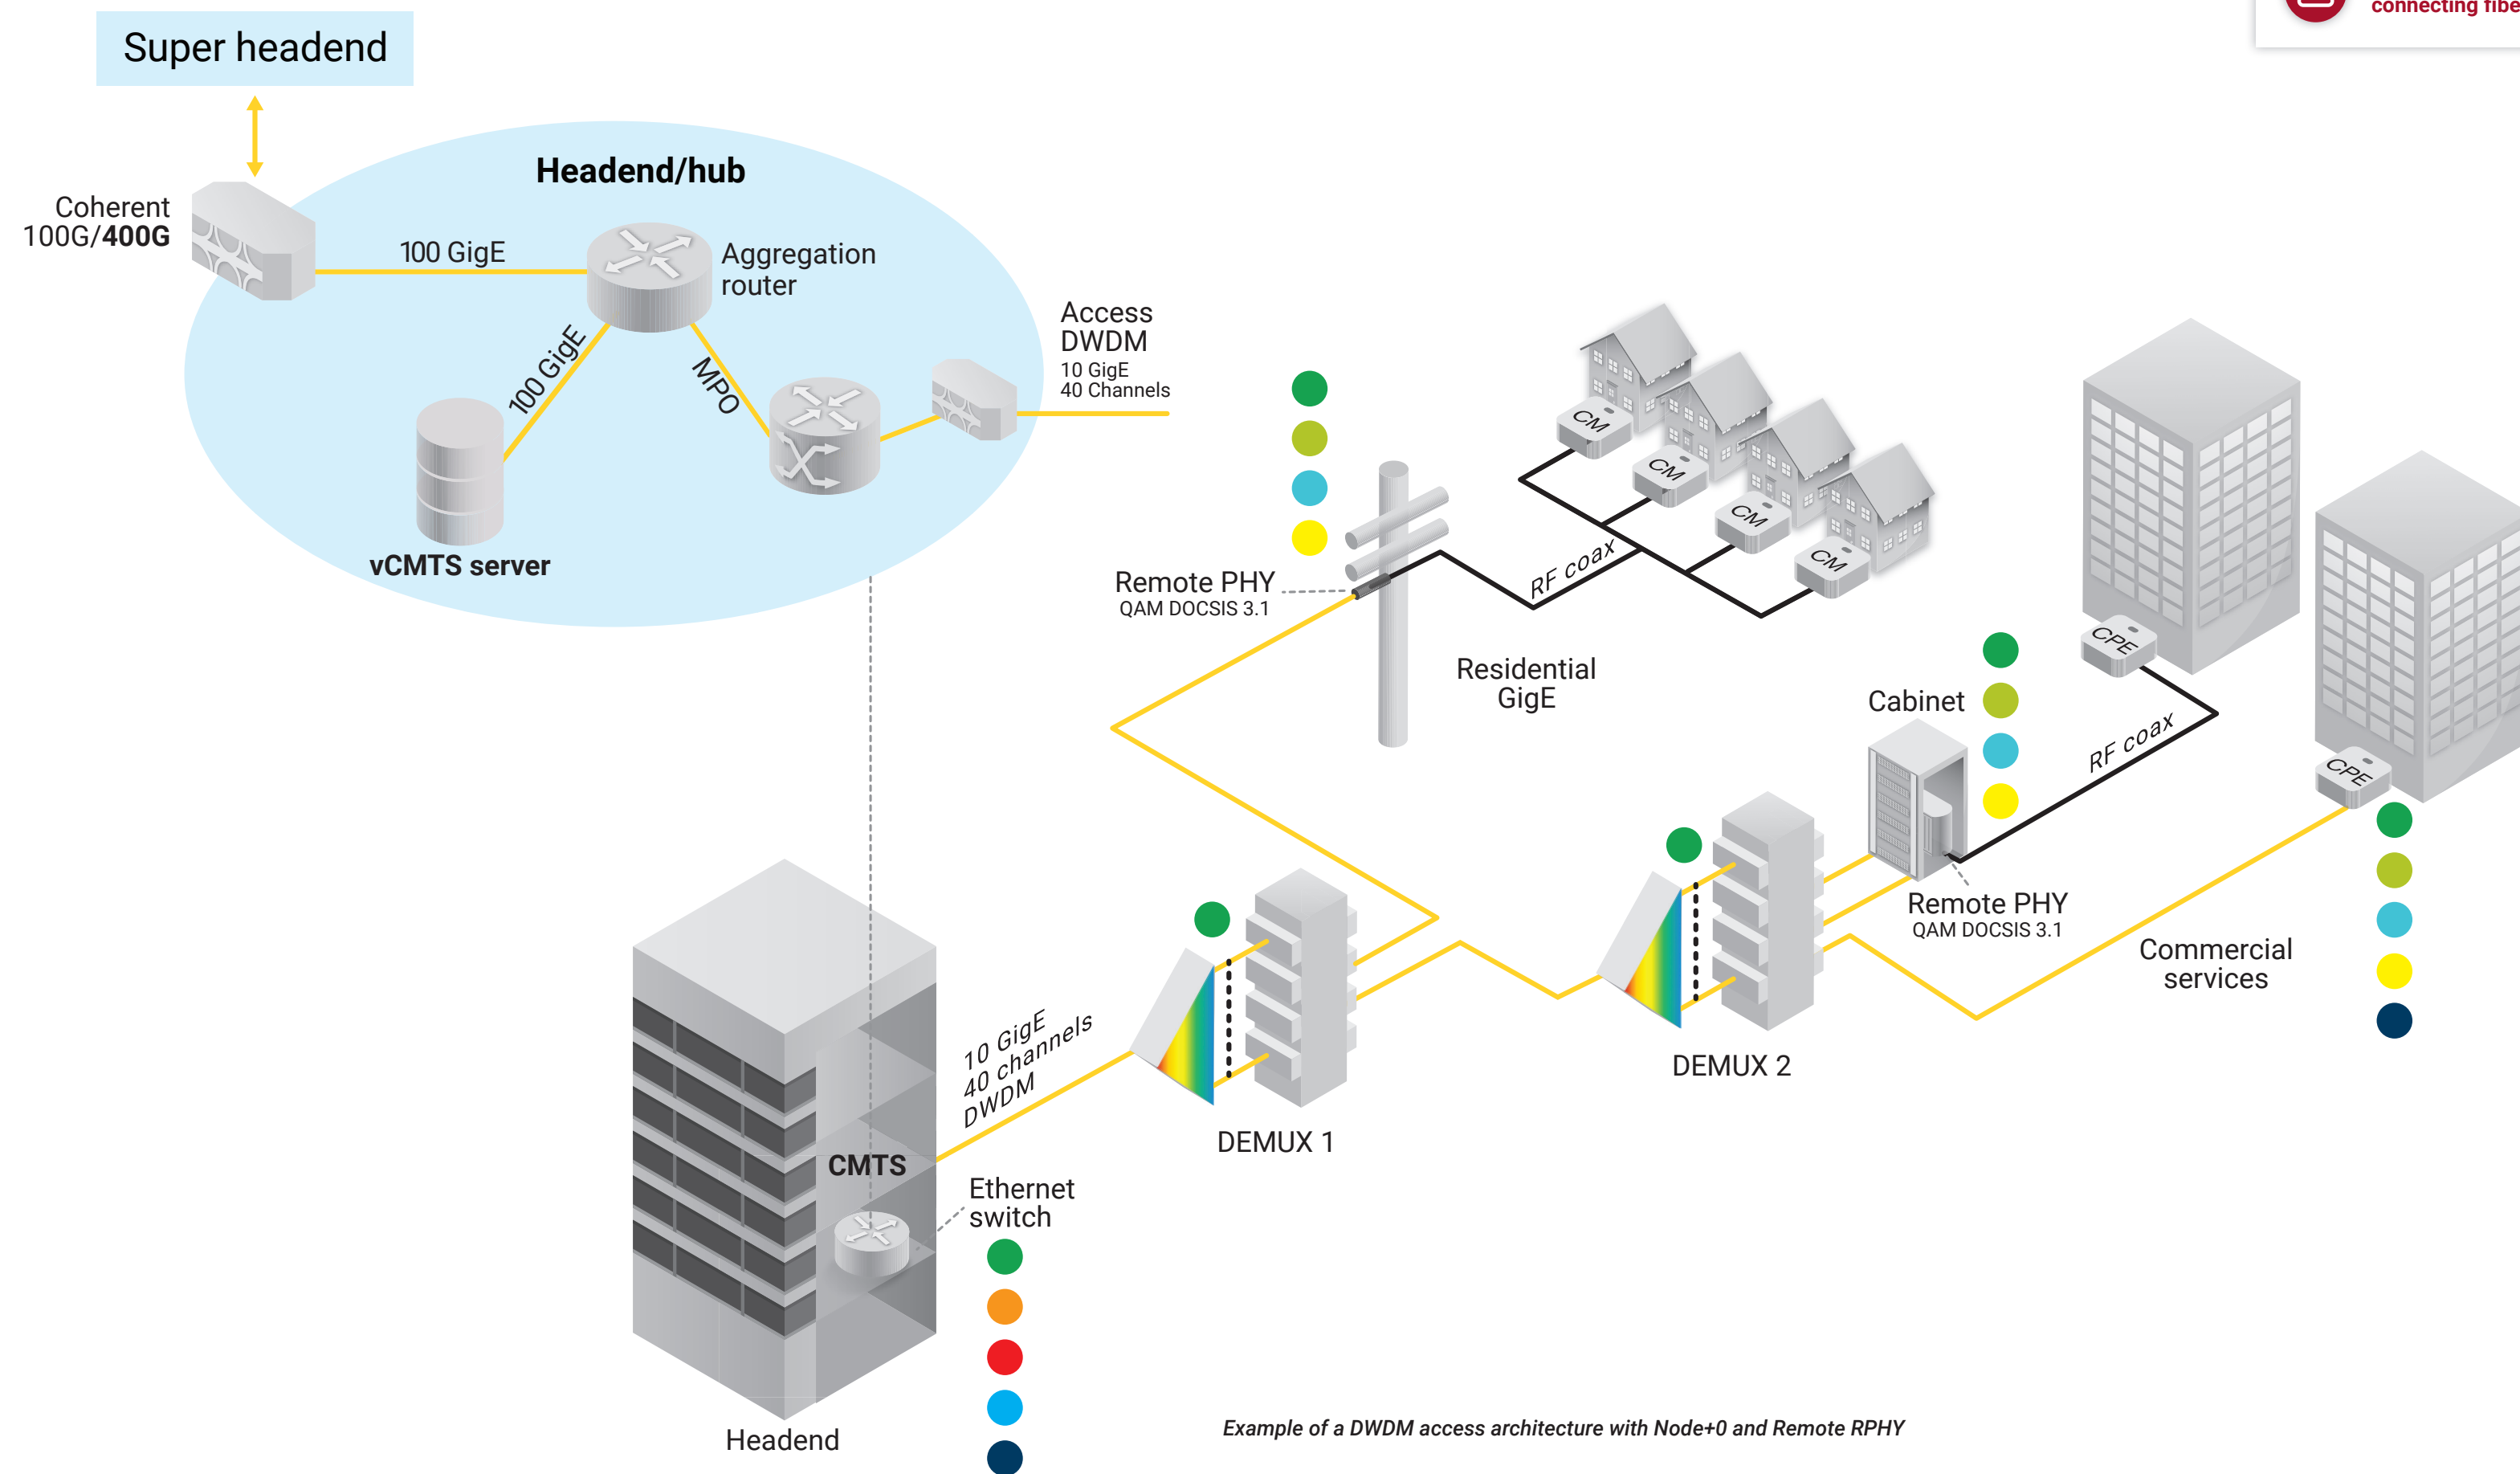 connecting fibe
Super headend
Headend/hub
Coherent
100G/400G
100 GigE
Aggregation
router
100 GigE
MPO
Access
DWDM
10 GigE
40 Channels
vCMTS server
CM
CM
CM
CM
RF coax
Remote PHY
QAM DOCSIS 3.1
Residential
GigE
CPE
Cabinet
RF coax
CPE
Remote PHY
QAM DOCSIS 3.1
Commercial
services
10 GigE
40 channels
DWDM
DEMUX 2
DEMUX 1
CMTS
Ethernet
switch
Headend
Example of a DWDM access architecture with Node+0 and Remote RPHY